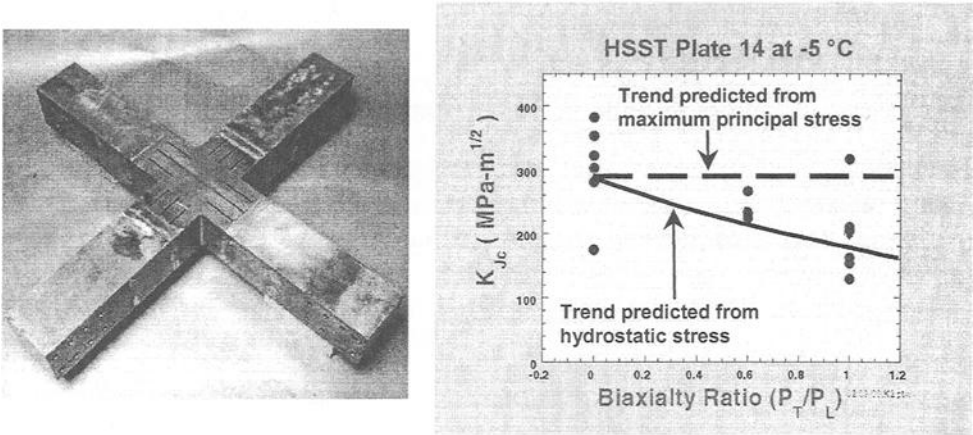 HSST Plate 14 at -5 °C
Trend predicted from
maximum principal stress
K_Jc ( MPa-m^1/2)
400
300
200
100
0
Trend predicted from
hydrostatic stress
-0.2 0 0.2 0.4 0.6 0.8 1 1.2
Biaxialty Ratio (P_T/P_L)